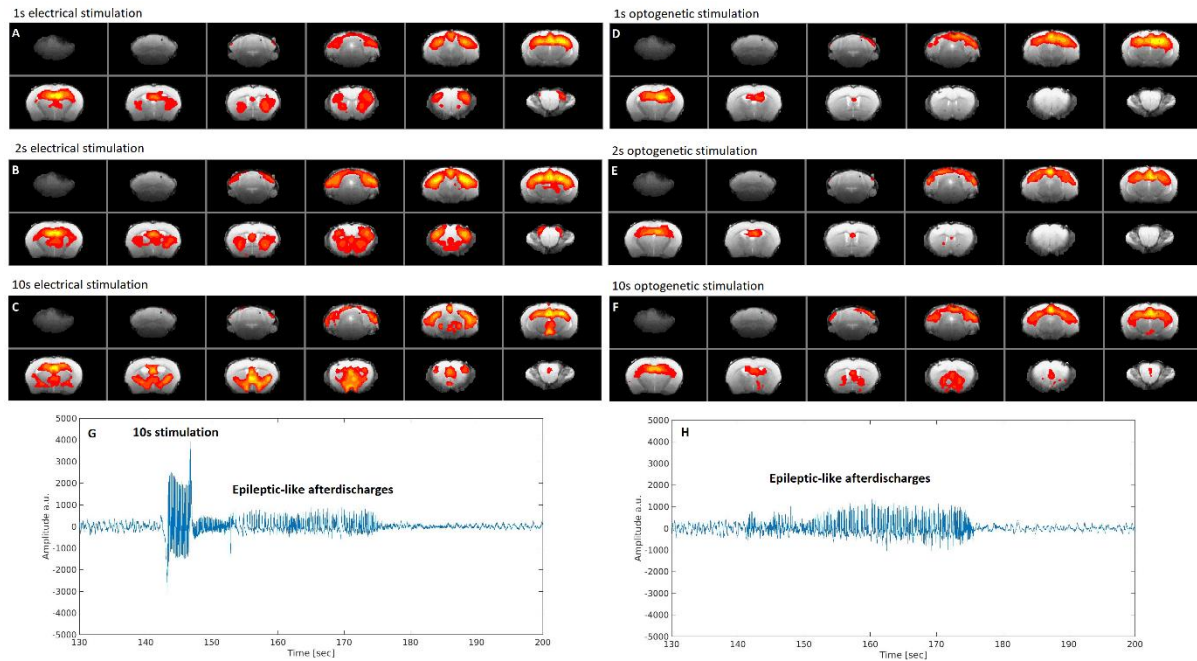 1s electrical stimulation
1s optogenetic stimulation
A
D
2s electrical stimulation
2s optogenetic stimulation
B
E
10s electrical stimulation
10s optogenetic stimulation
C
F
5000
4000
3000
2000
1000
0
-1000
-2000
-3000
-4000
-5000
Amplitude a.u.
G 10s stimulation
Epileptic-like afterdischarges
130 140 150 160 170 180 190 200
Time [sec]
5000
4000
3000
2000
1000
0
-1000
-2000
-3000
-4000
-5000
Amplitude a.u.
H
Epileptic-like afterdischarges
130 140 150 160 170 180 190 200
Time [sec]